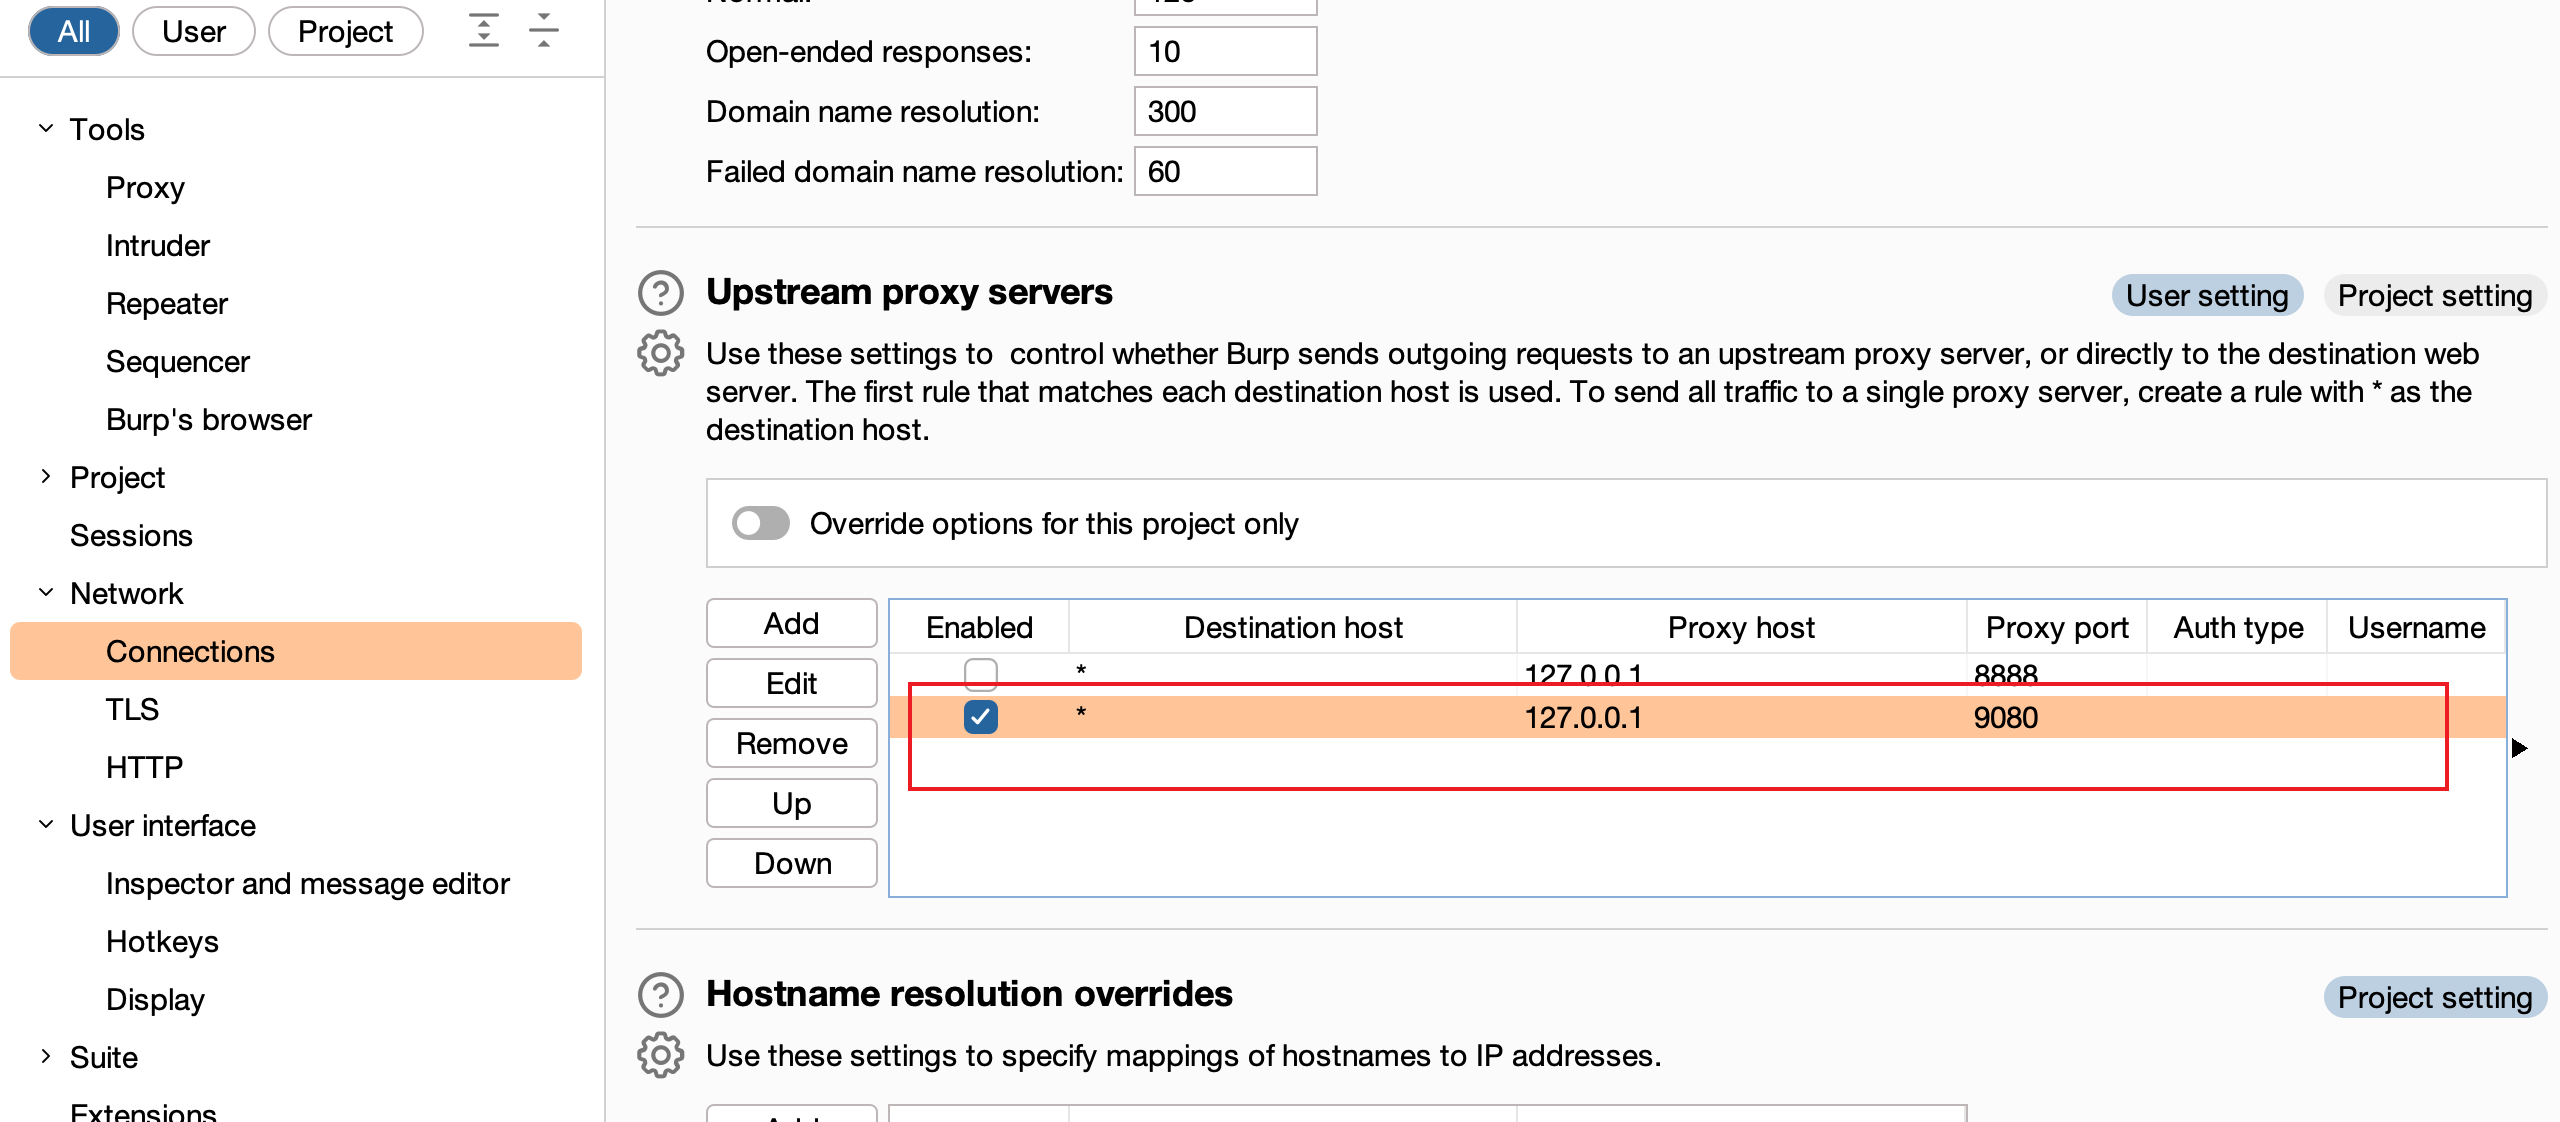 All User Project
Tools
Proxy
Intruder
Repeater
Sequencer
Burp's browser
Project
Sessions
Network
Connections
TLS
HTTP
User interface
Inspector and message editor
Hotkeys
Display
Suite
Extensions
Open-ended responses: 10
Domain name resolution: 300
Failed domain name resolution: 60
Upstream proxy servers
User setting Project setting
Use these settings to  control whether Burp sends outgoing requests to an upstream proxy server, or directly to the destination web
server. The first rule that matches each destination host is used. To send all traffic to a single proxy server, create a rule with * as the
destination host.
Override options for this project only
Add
Edit
Remove
Up
Down
Enabled Destination host Proxy host Proxy port Auth type Username
* 127.0.0.1 8888
* 127.0.0.1 9080
Hostname resolution overrides
Project setting
Use these settings to specify mappings of hostnames to IP addresses.